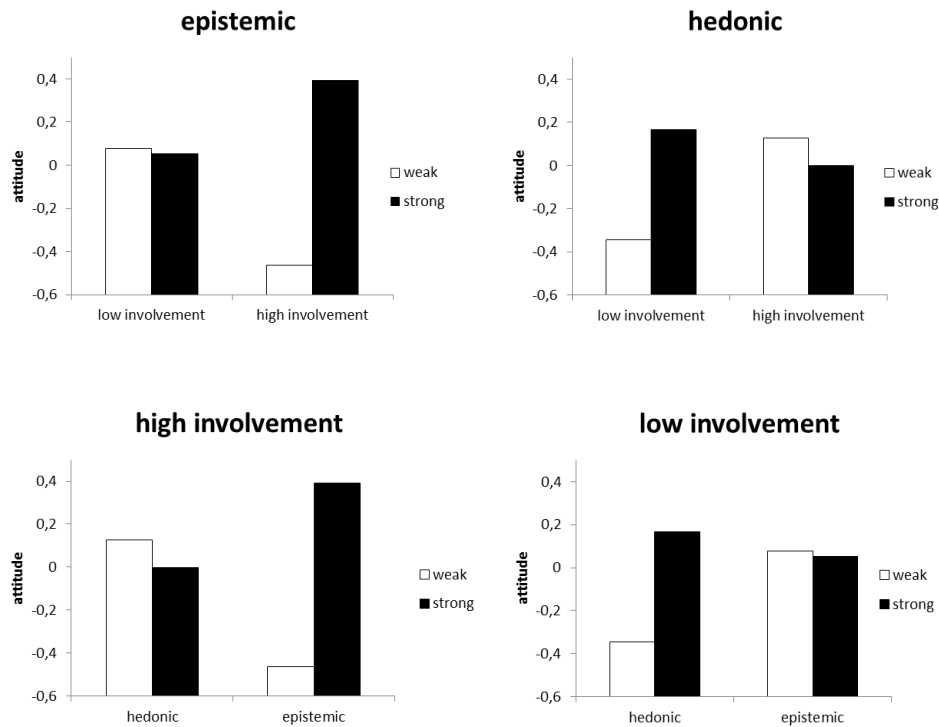 epistemic
0,4
0,2
0
-0,2
-0,4
-0,6
attitude
low involvement
high involvement
weak
strong
hedonic
0,4
0,2
0
-0,2
-0,4
-0,6
attitude
low involvement
high involvement
weak
strong
high involvement
0,4
0,2
0
-0,2
-0,4
-0,6
attitude
hedonic
epistemic
weak
strong
low involvement
0,4
0,2
0
-0,2
-0,4
-0,6
attitude
hedonic
epistemic
weak
strong